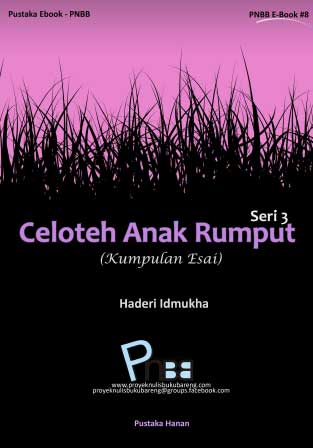 Pustaka Ebook - PNBB
PNBB E-Book #8
Seri 3
Celoteh Anak Rumput
(Kumpulan Esai)
Haderi Idmukha
PnBB
www.proyeknulisbukubareng.com
proyeknulisbukubareng@groups.facebook.com
Pustaka Hanan